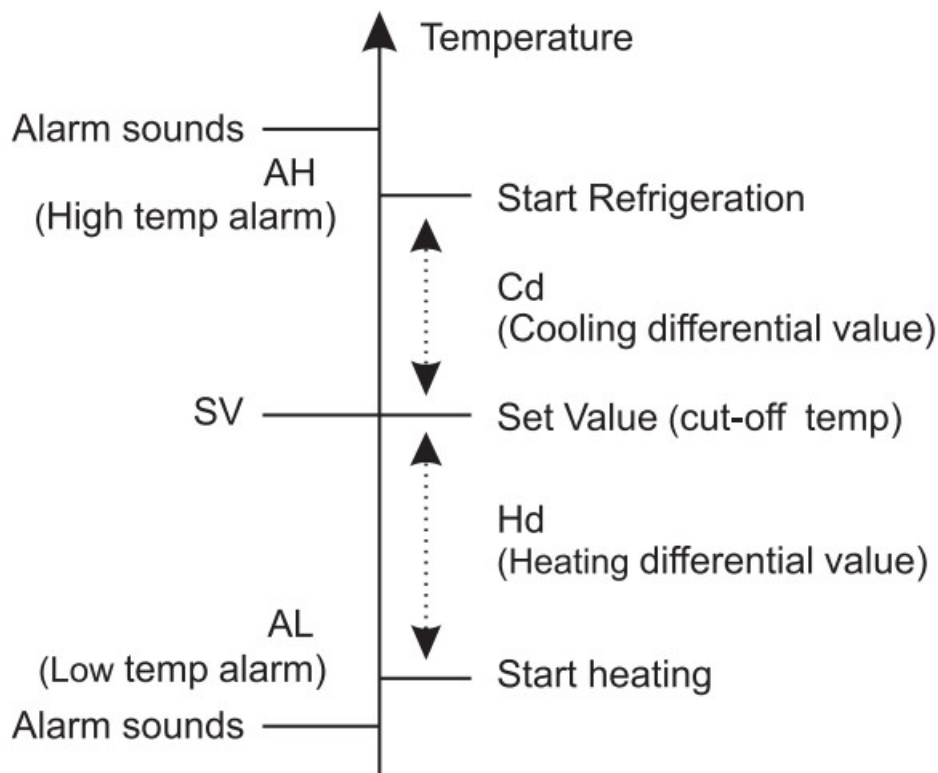 Temperature
Alarm sounds
AH
(High temp alarm)
Start Refrigeration
Cd
(Cooling differential value)
SV
Set Value (cut-off temp)
Hd
(Heating differential value)
AL
(Low temp alarm)
Start heating
Alarm sounds